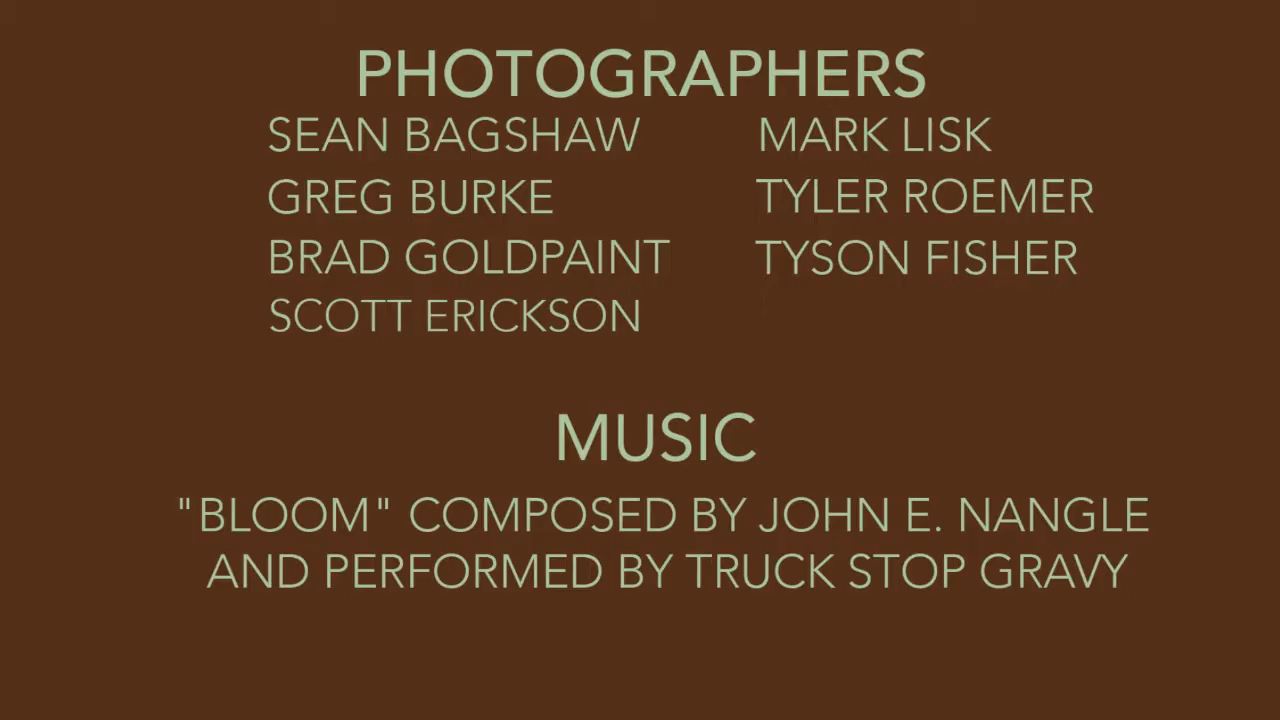 PHOTOGRAPHERS
SEAN BAGSHAW
GREG BURKE
BRAD GOLDPAINT
SCOTT ERICKSON
MARK LISK
TYLER ROEMER
TYSON FISHER
MUSIC
"BLOOM" COMPOSED BY JOHN E. NANGLE
AND PERFORMED BY TRUCK STOP GRAVY